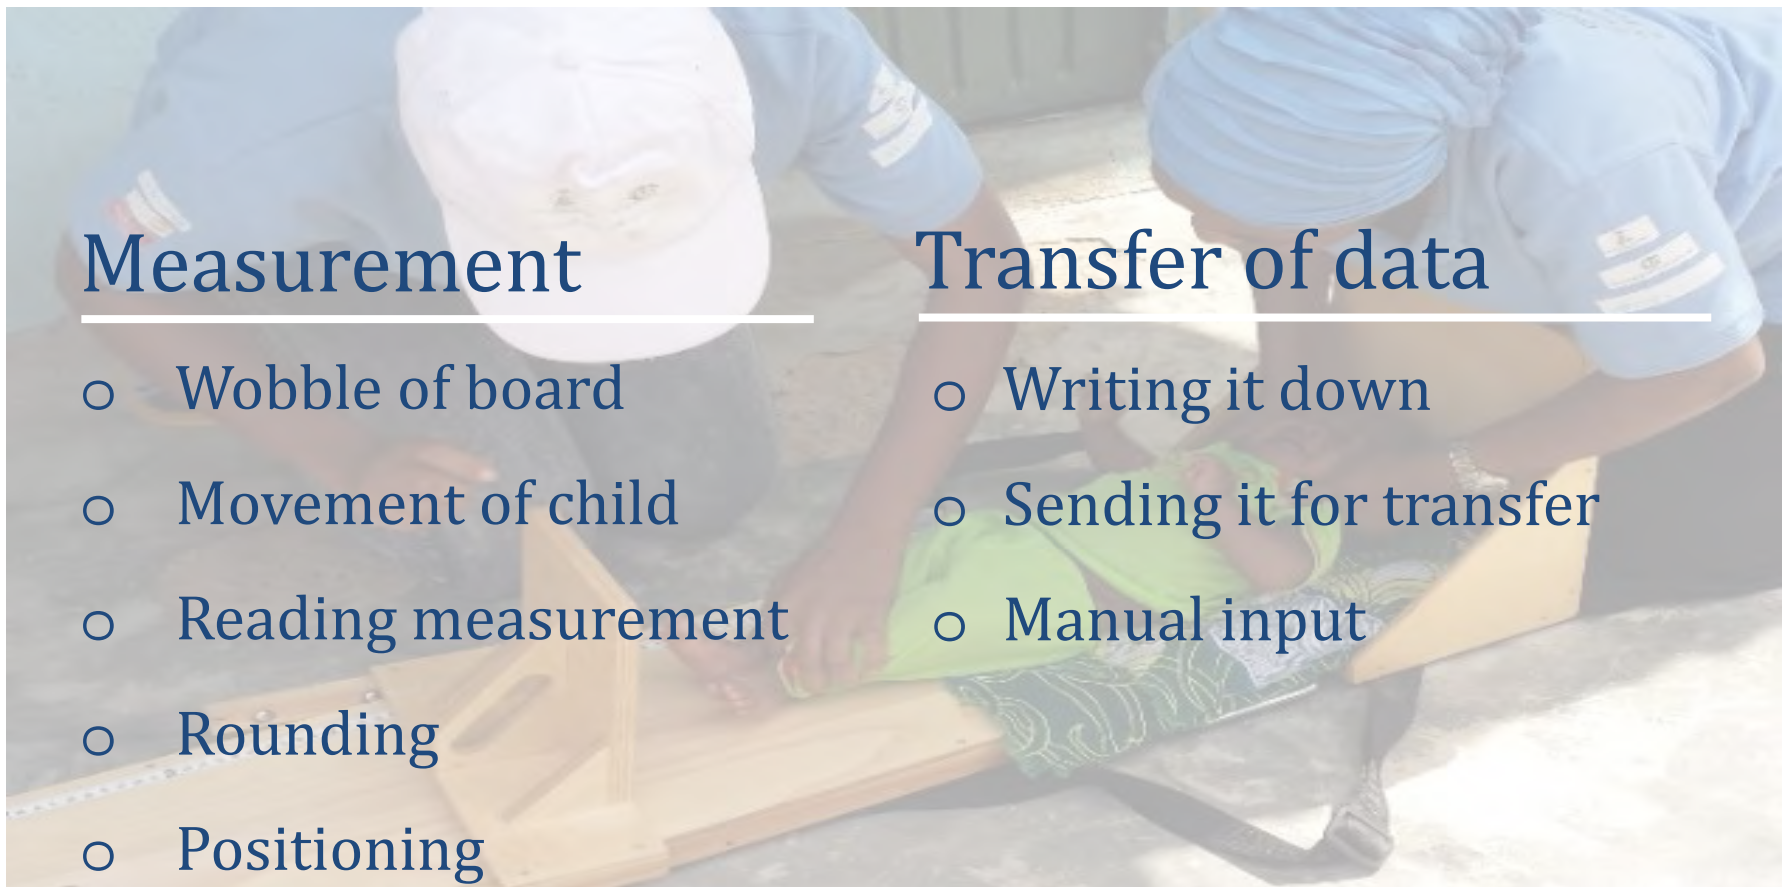 Measurement
o Wobble of board
o Movement of child
o Reading measurement
o Rounding
o Positioning
Transfer of data
o Writing it down
o Sending it for transfer
o Manual input